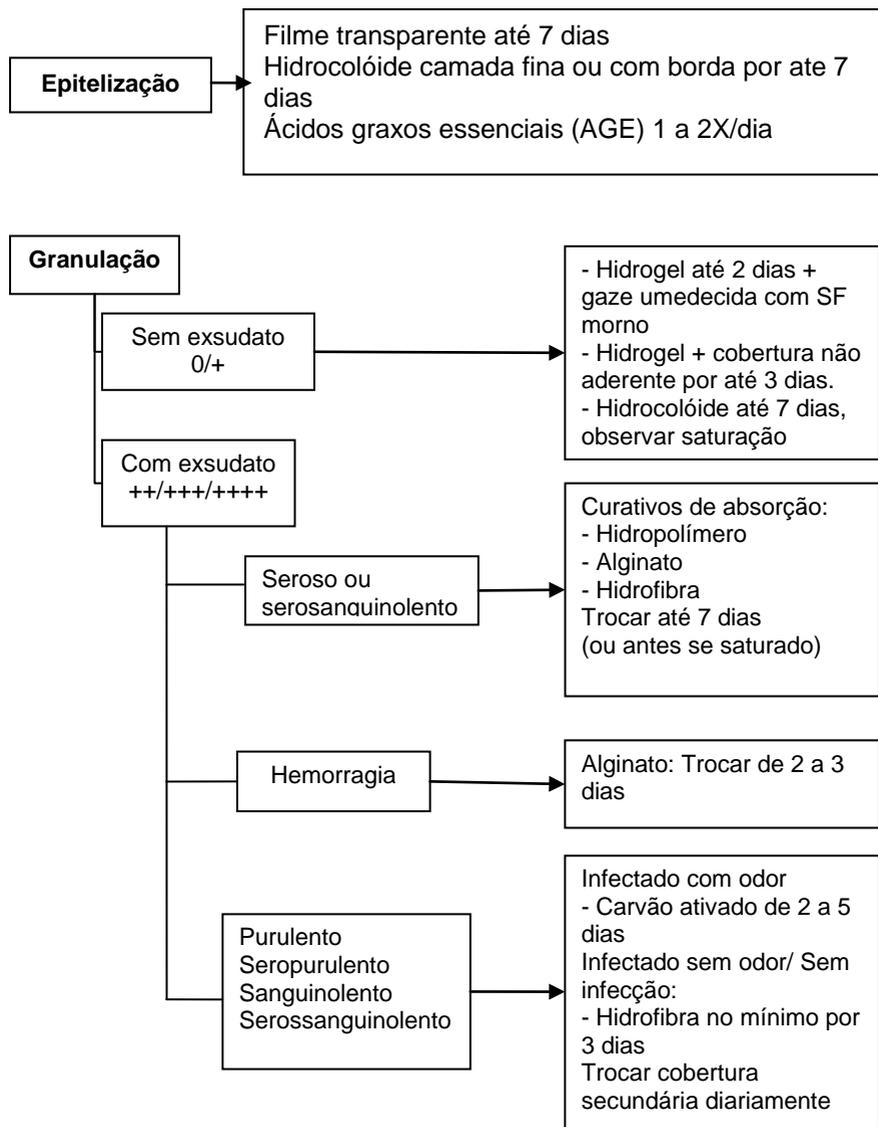 Epitelização
Filme transparente até 7 dias
Hidrocolóide camada fina ou com borda por ate 7
dias
Ácidos graxos essenciais (AGE) 1 a 2X/dia
Granulação
Sem exsudato
0/+
- Hidrogel até 2 dias +
gaze umedecida com SF
morno
- Hidrogel + cobertura não
aderente por até 3 dias.
- Hidrocolóide até 7 dias,
observar saturação
Com exsudato
++/+++/++++
Seroso ou
serosanguinolento
Curativos de absorção:
- Hidropolímero
- Alginato
- Hidrofibra
Trocar até 7 dias
(ou antes se saturado)
Hemorragia
Alginato: Trocar de 2 a 3
dias
Purulento
Seropurulento
Sanguinolento
Serossanguinolento
Infectado com odor
- Carvão ativado de 2 a 5
dias
Infectado sem odor/ Sem
infecção:
- Hidrofibra no mínimo por
3 dias
Trocar cobertura
secundária diariamente